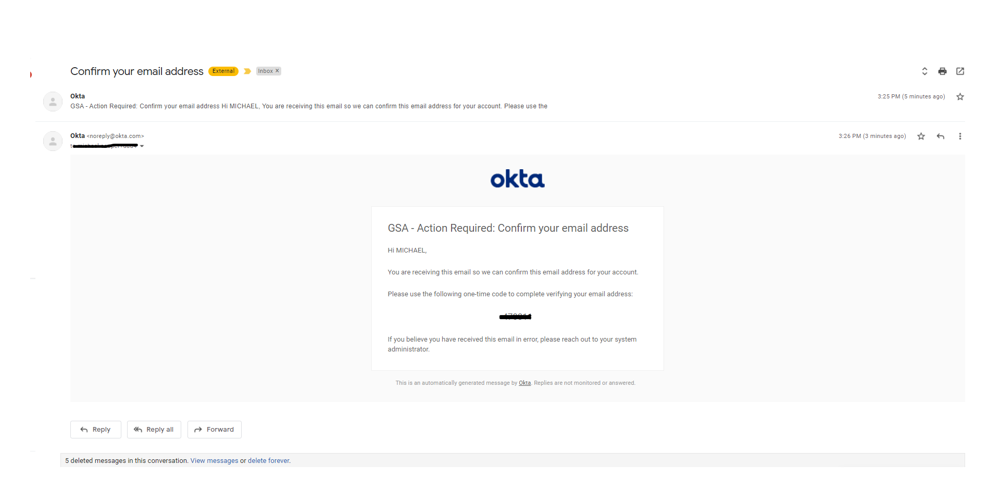 Confirm your email address External Inbox ×
Okta 3:25 PM (5 minutes ago)
GSA - Action Required: Confirm your email address Hi MICHAEL, You are receiving this email so we can confirm this email address for your account. Please use the
Okta <noreply@okta.com> 3:26 PM (3 minutes ago)
okta
GSA - Action Required: Confirm your email address
Hi MICHAEL,
You are receiving this email so we can confirm this email address for your account.
Please use the following one-time code to complete verifying your email address:
If you believe you have received this email in error, please reach out to your system
administrator.
This is an automatically generated message by Okta. Replies are not monitored or answered.
Reply Reply all Forward
5 deleted messages in this conversation. View messages or delete forever.